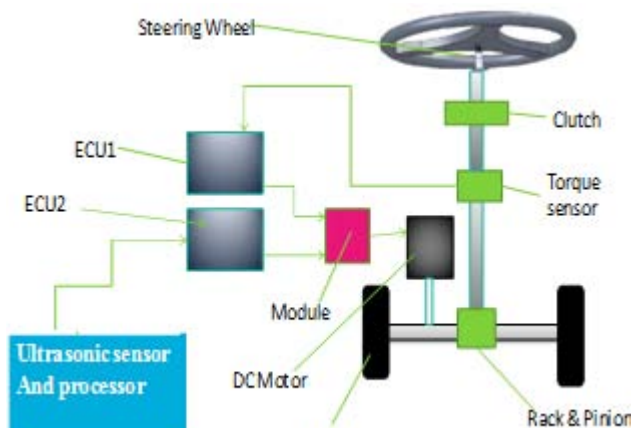 Steering Wheel
Clutch
ECU1
Torque
sensor
ECU2
Module
Ultrasonic sensor
And processor
DC Motor
Rack & Pinion